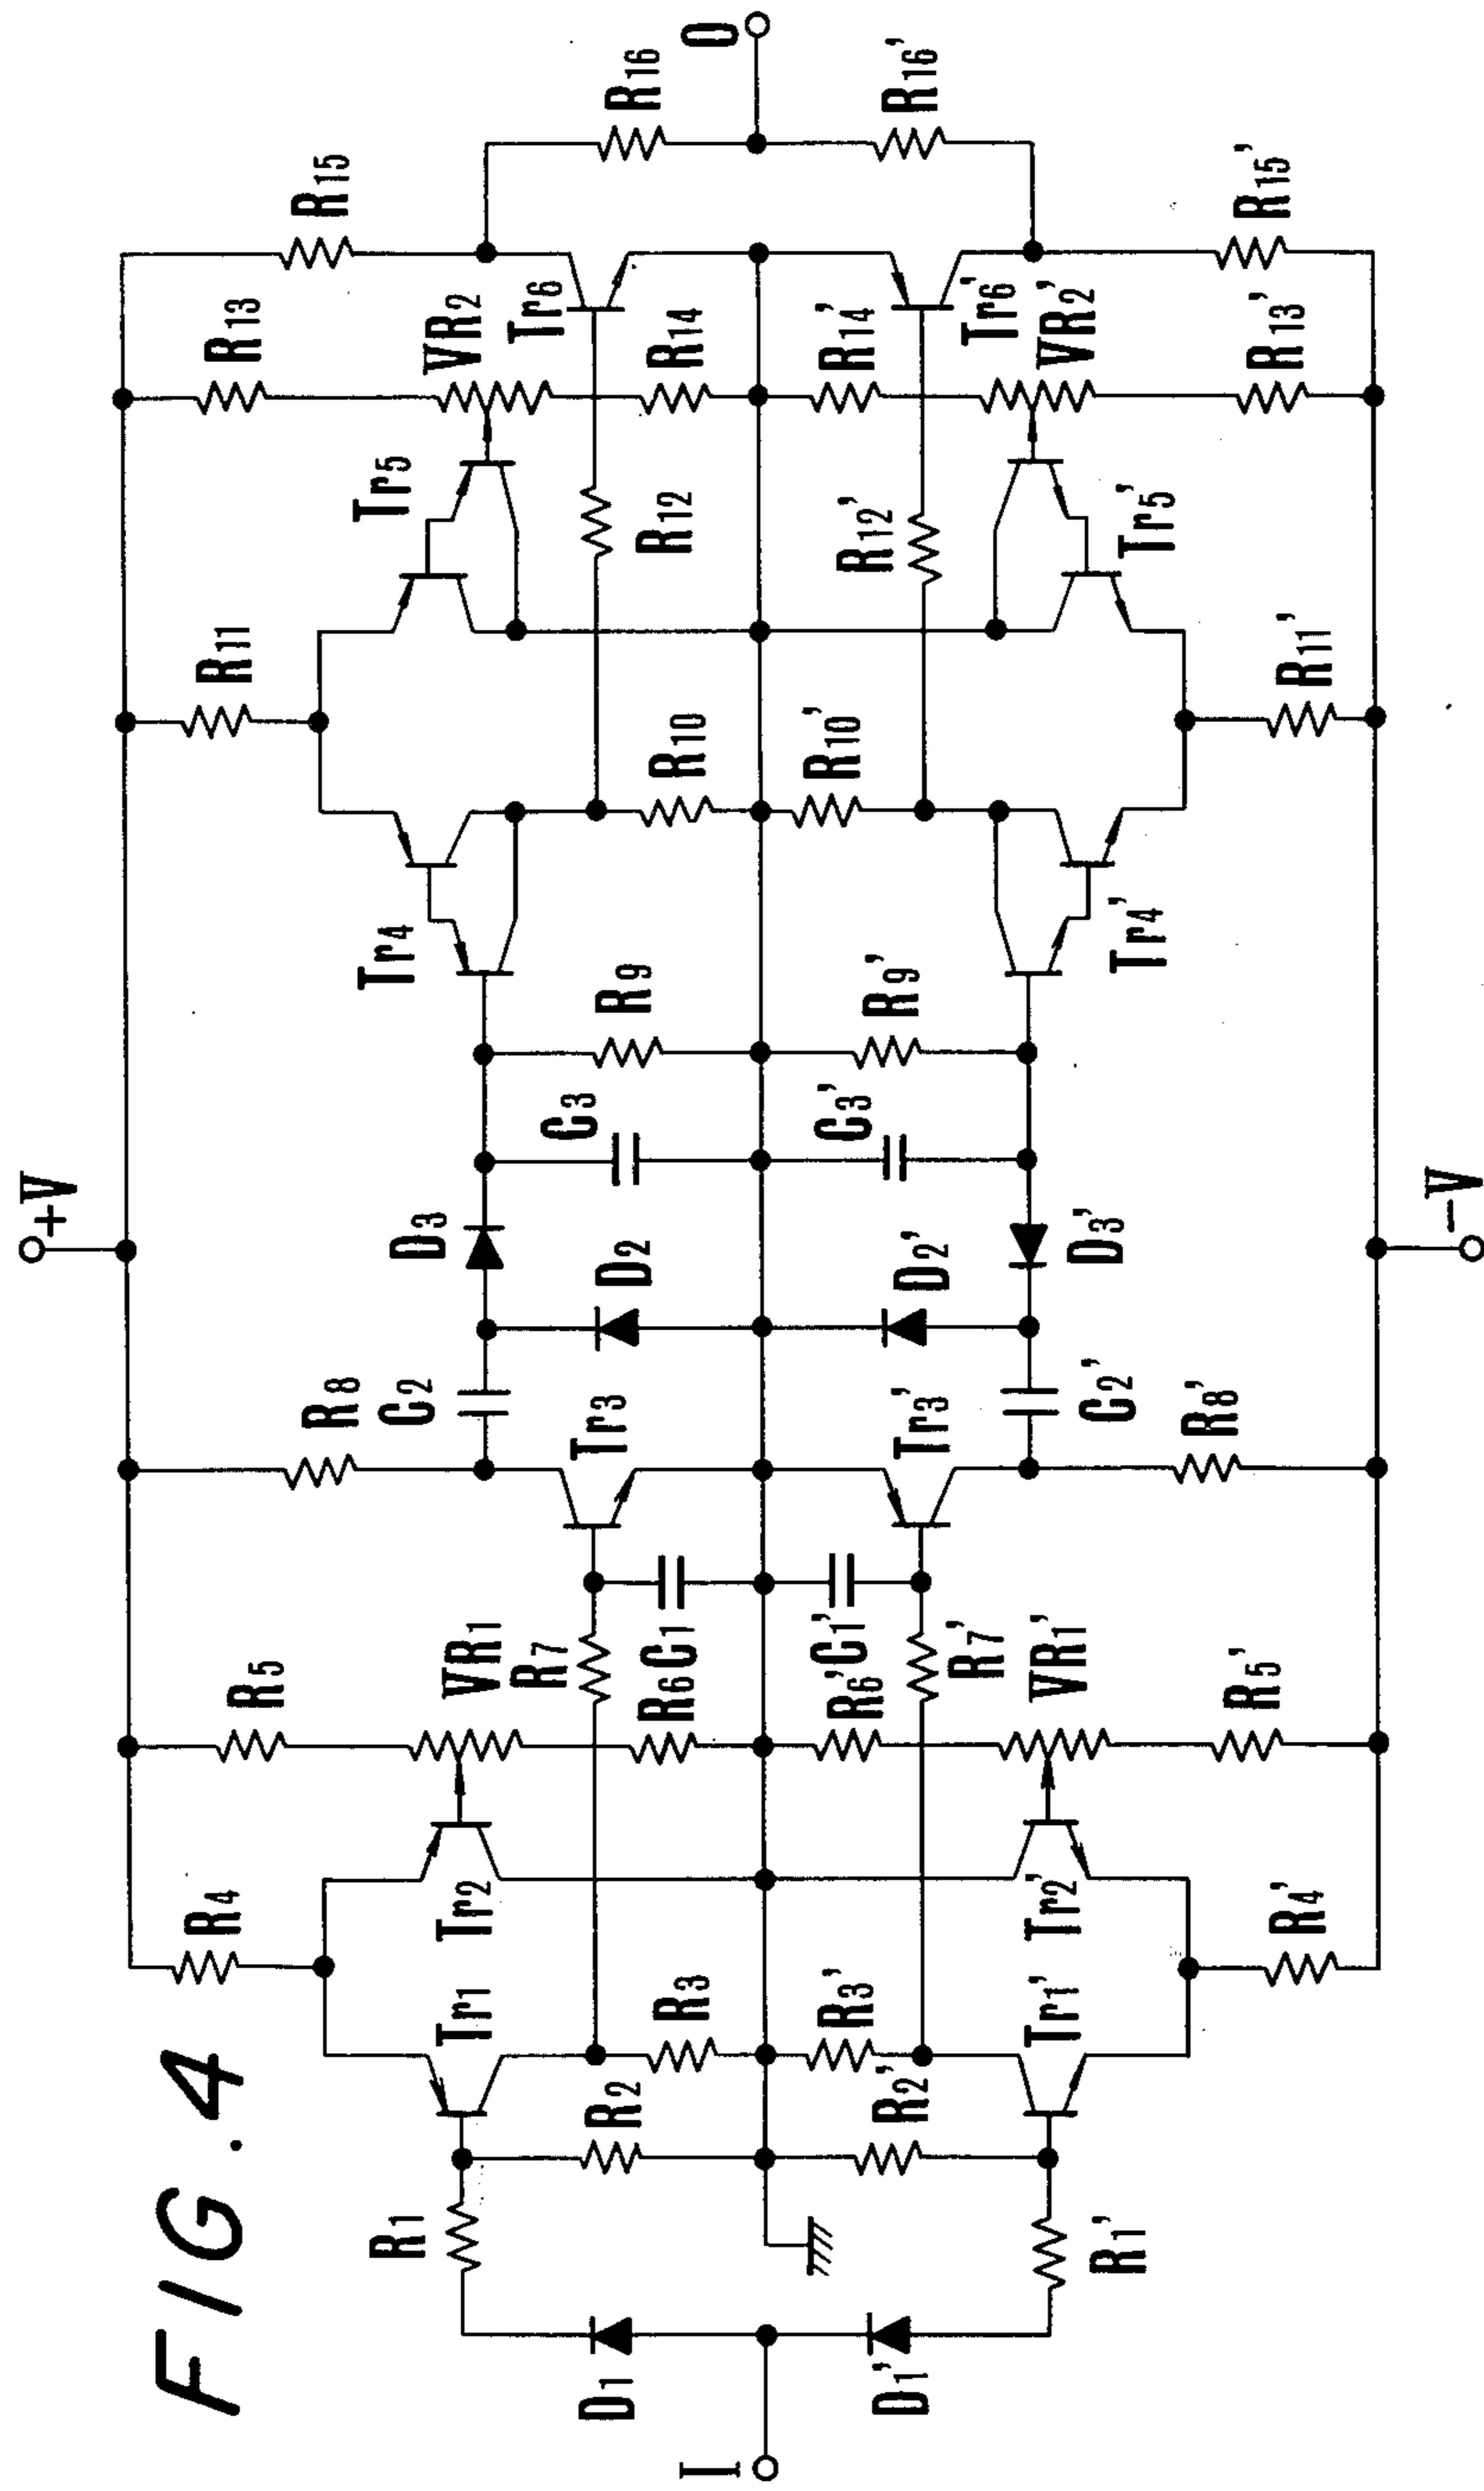 FIG.4
+V
-V
I
O
D1
D1'
R1
R1'
R2
R2'
Tr1
Tr1'
R3
R3'
R4
R4'
Tr2
Tr2'
R5
R5'
VR1
VR1'
R6
R6'
R7
R7'
C1
C1'
Tr3
Tr3'
R8
R8'
C2
C2'
D2
D2'
D3
D3'
C3
C3'
R9
R9'
Tr4
Tr4'
R10
R10'
R11
R11'
Tr5
Tr5'
R12
R12'
R13
R13'
VR2
VR2'
R14
R14'
Tr6
Tr6'
R15
R15'
R16
R16'